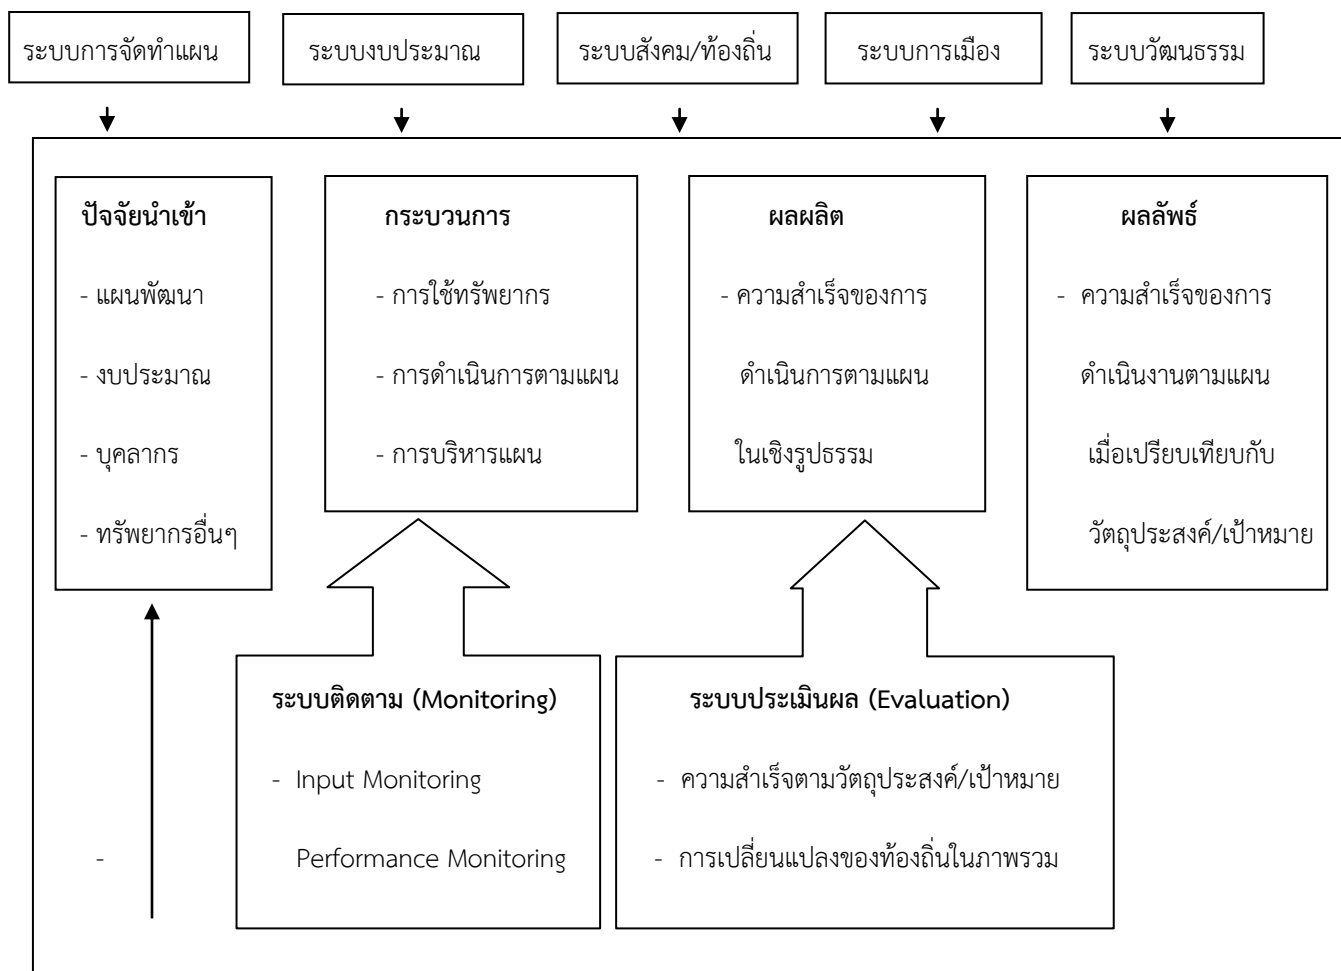 ระบบการจัดทำแผน
ระบบงบประมาณ
ระบบสังคม/ท้องถิ่น
ระบบการเมือง
ระบบวัฒนธรรม
ปัจจัยนำเข้า
- แผนพัฒนา
- งบประมาณ
- บุคลากร
- ทรัพยากรอื่นๆ
กระบวนการ
- การใช้ทรัพยากร
- การดำเนินการตามแผน
- การบริหารแผน
ผลผลิต
- ความสำเร็จของการ
ดำเนินการตามแผน
ในเชิงรูปธรรม
ผลลัพธ์
- ความสำเร็จของการ
ดำเนินงานตามแผน
เมื่อเปรียบเทียบกับ
วัตถุประสงค์/เป้าหมาย
ระบบติดตาม (Monitoring)
- Input Monitoring
- Performance Monitoring
ระบบประเมินผล (Evaluation)
- ความสำเร็จตามวัตถุประสงค์/เป้าหมาย
- การเปลี่ยนแปลงของท้องถิ่นในภาพรวม